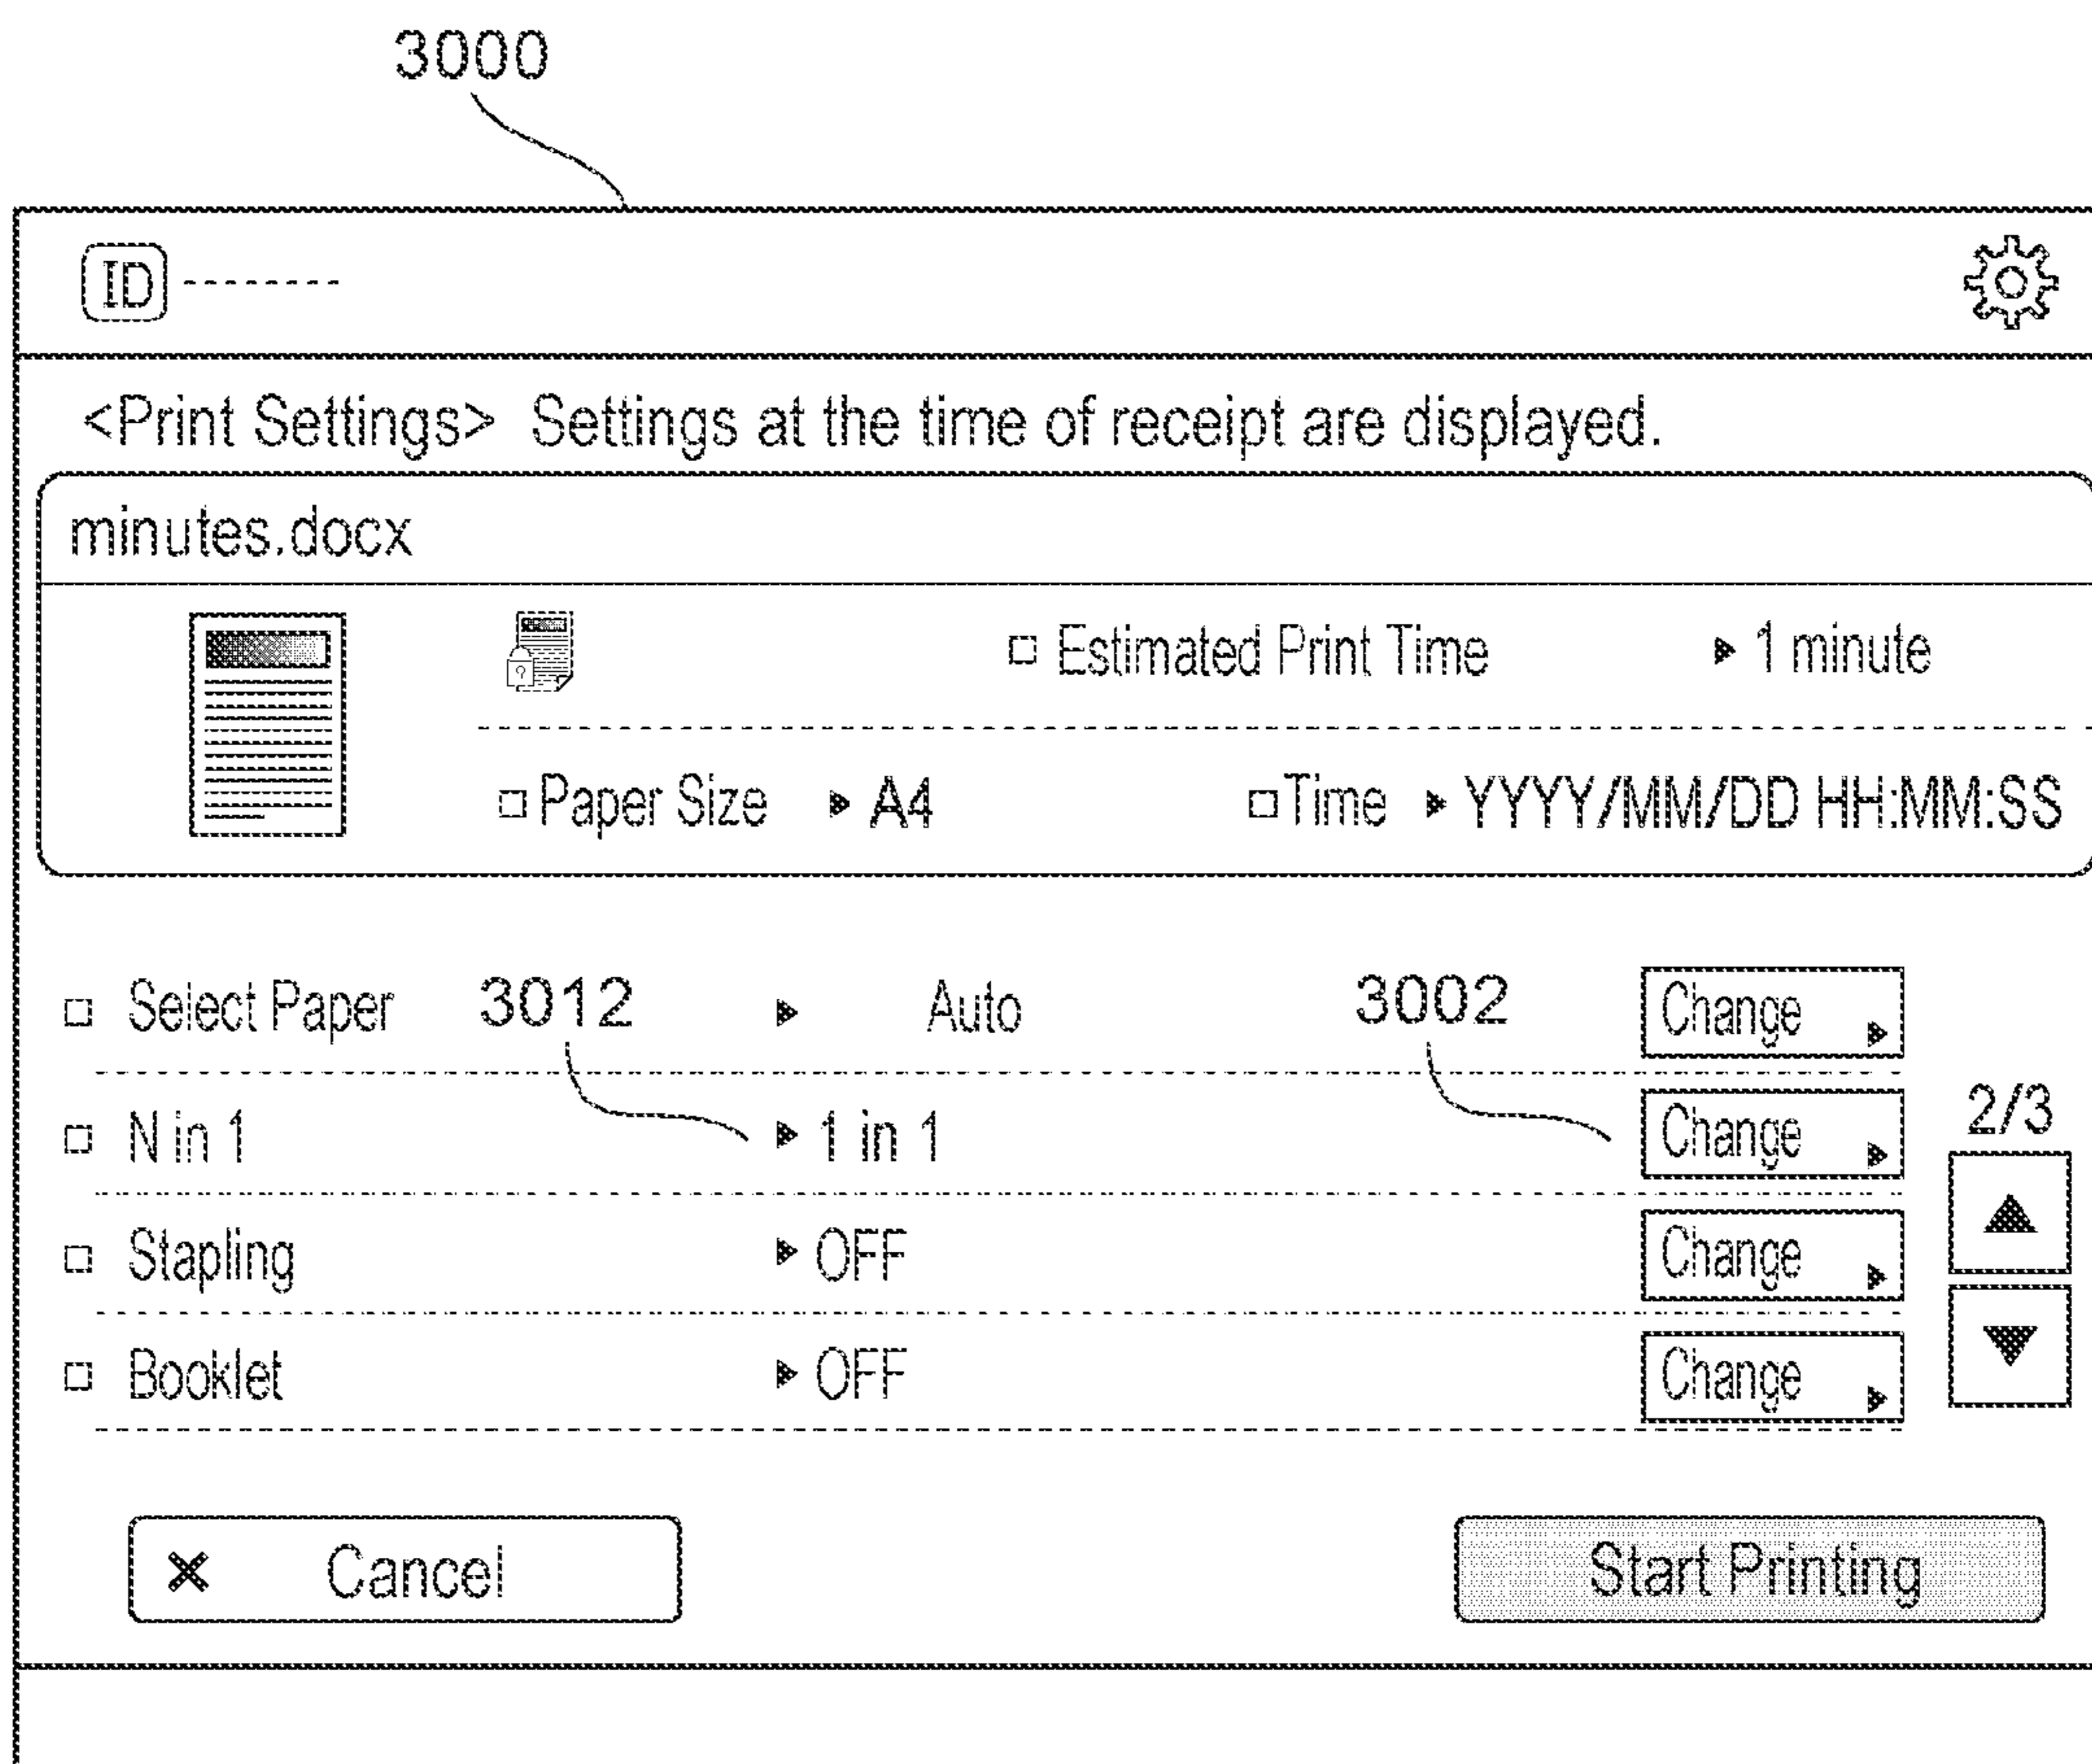 3000
ID --------
<Print Settings> Settings at the time of receipt are displayed.
minutes.docx
Estimated Print Time 1 minute
Paper Size A4 Time YYYY/MM/DD HH:MM:SS
Select Paper 3012 Auto 3002 Change
N in 1 1 in 1 Change 2/3
Stapling OFF Change
Booklet OFF Change
Cancel Start Printing